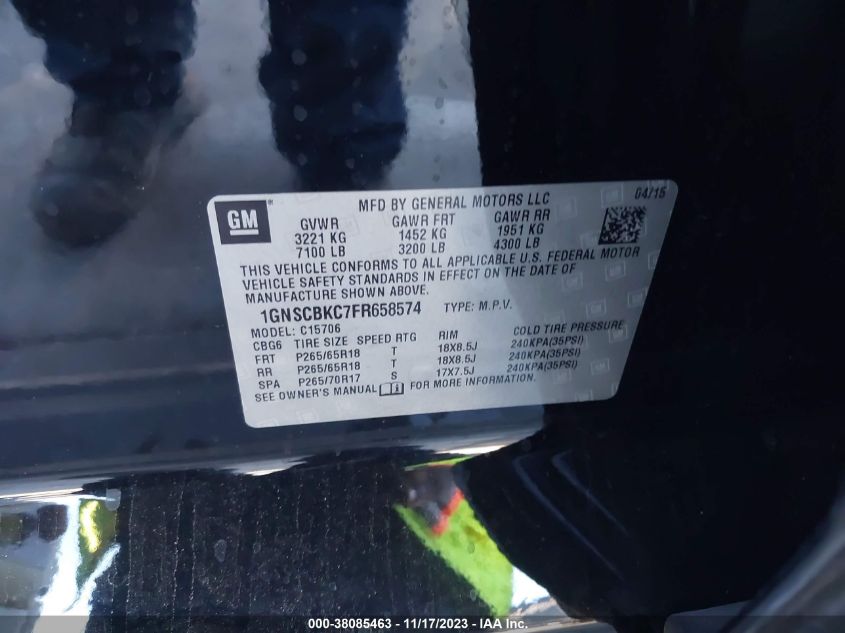 GM
MFD BY GENERAL MOTORS LLC 04/15
GVWR GAWR FRT GAWR RR
3221 KG 1452 KG 1951 KG
7100 LB 3200 LB 4300 LB
THIS VEHICLE CONFORMS TO ALL APPLICABLE U.S. FEDERAL MOTOR
VEHICLE SAFETY STANDARDS IN EFFECT ON THE DATE OF
MANUFACTURE SHOWN ABOVE.
1GNSCBKC7FR658574 TYPE: M.P.V.
MODEL: C15706
CBG6 TIRE SIZE SPEED RTG RIM COLD TIRE PRESSURE
FRT P265/65R18 T 18X8.5J 240KPA(35PSI)
RR P265/65R18 T 18X8.5J 240KPA(35PSI)
SPA P265/70R17 S 17X7.5J 240KPA(35PSI)
SEE OWNER'S MANUAL FOR MORE INFORMATION.
000-38085463 - 11/17/2023 - IAA Inc.